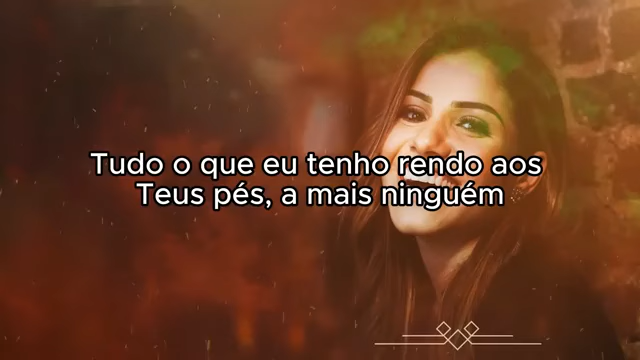 Tudo o que eu tenho rendo aos
Teus pés, a mais ninguém